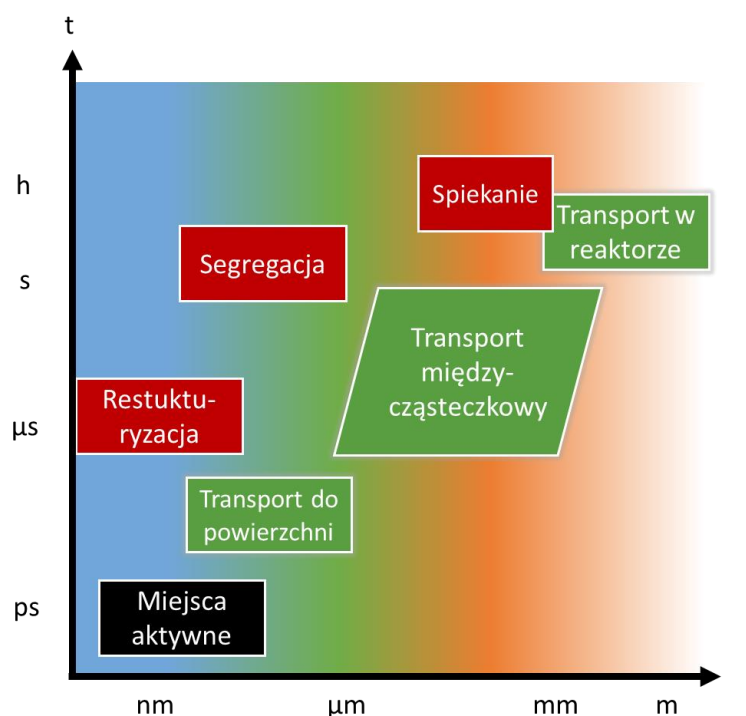 t
h
s
µs
ps
Spiekanie
Transport w
reaktorze
Segregacja
Transport
między-
cząsteczkowy
Restuktu-
ryzacja
Transport do
powierzchni
Miejsca
aktywne
nm
µm
mm
m